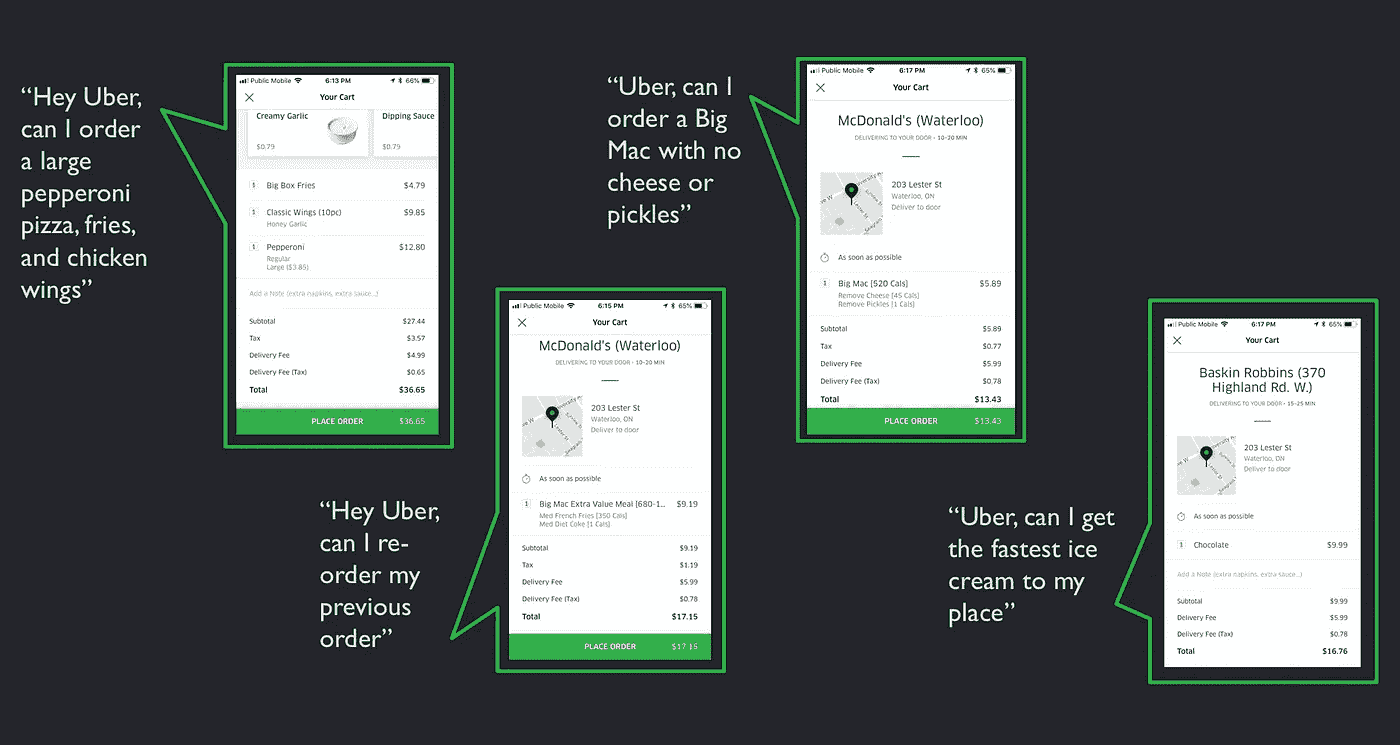 “Hey Uber,
can I order
a large
pepperoni
pizza, fries,
and chicken
wings”
Public Mobile 6:13 PM 66%
Your Cart
Creamy Garlic Dipping Sauce
$0.79 $0.79
1 Big Box Fries $4.79
1 Classic Wings (10pc) $9.85
Honey Garlic
1 Pepperoni $12.80
Regular
Large ($3.85)
Add a Note (extra napkins, extra sauce...)
Subtotal $27.44
Tax $3.57
Delivery Fee $4.99
Delivery Fee (Tax) $0.65
Total $36.65
PLACE ORDER $36.65
“Hey Uber,
can I re-
order my
previous
order”
Public Mobile 6:15 PM 65%
Your Cart
McDonald's (Waterloo)
DELIVERING TO YOUR DOOR • 10–20 MIN
203 Lester St
Waterloo, ON
Deliver to door
As soon as possible
1 Big Mac Extra Value Meal [680-1... $9.19
Med French Fries [350 Cals]
Med Diet Coke [1 Cals]
Subtotal $9.19
Tax $1.19
Delivery Fee $5.99
Delivery Fee (Tax) $0.78
Total $17.15
PLACE ORDER $17.15
“Uber, can I
order a Big
Mac with no
cheese or
pickles”
Public Mobile 6:17 PM 65%
Your Cart
McDonald's (Waterloo)
DELIVERING TO YOUR DOOR • 10–20 MIN
203 Lester St
Waterloo, ON
Deliver to door
As soon as possible
1 Big Mac [520 Cals] $5.89
Remove Cheese [45 Cals]
Remove Pickles [1 Cals]
Subtotal $5.89
Tax $0.77
Delivery Fee $5.99
Delivery Fee (Tax) $0.78
Total $13.43
PLACE ORDER $13.43
“Uber, can I get
the fastest ice
cream to my
place”
Public Mobile 6:17 PM 65%
Your Cart
Baskin Robbins (370
Highland Rd. W.)
DELIVERING TO YOUR DOOR • 15–25 MIN
203 Lester St
Waterloo, ON
Deliver to door
As soon as possible
1 Chocolate $9.99
Add a Note (extra napkins, extra sauce...)
Subtotal $9.99
Delivery Fee $5.99
Delivery Fee (Tax) $0.78
Total $16.76